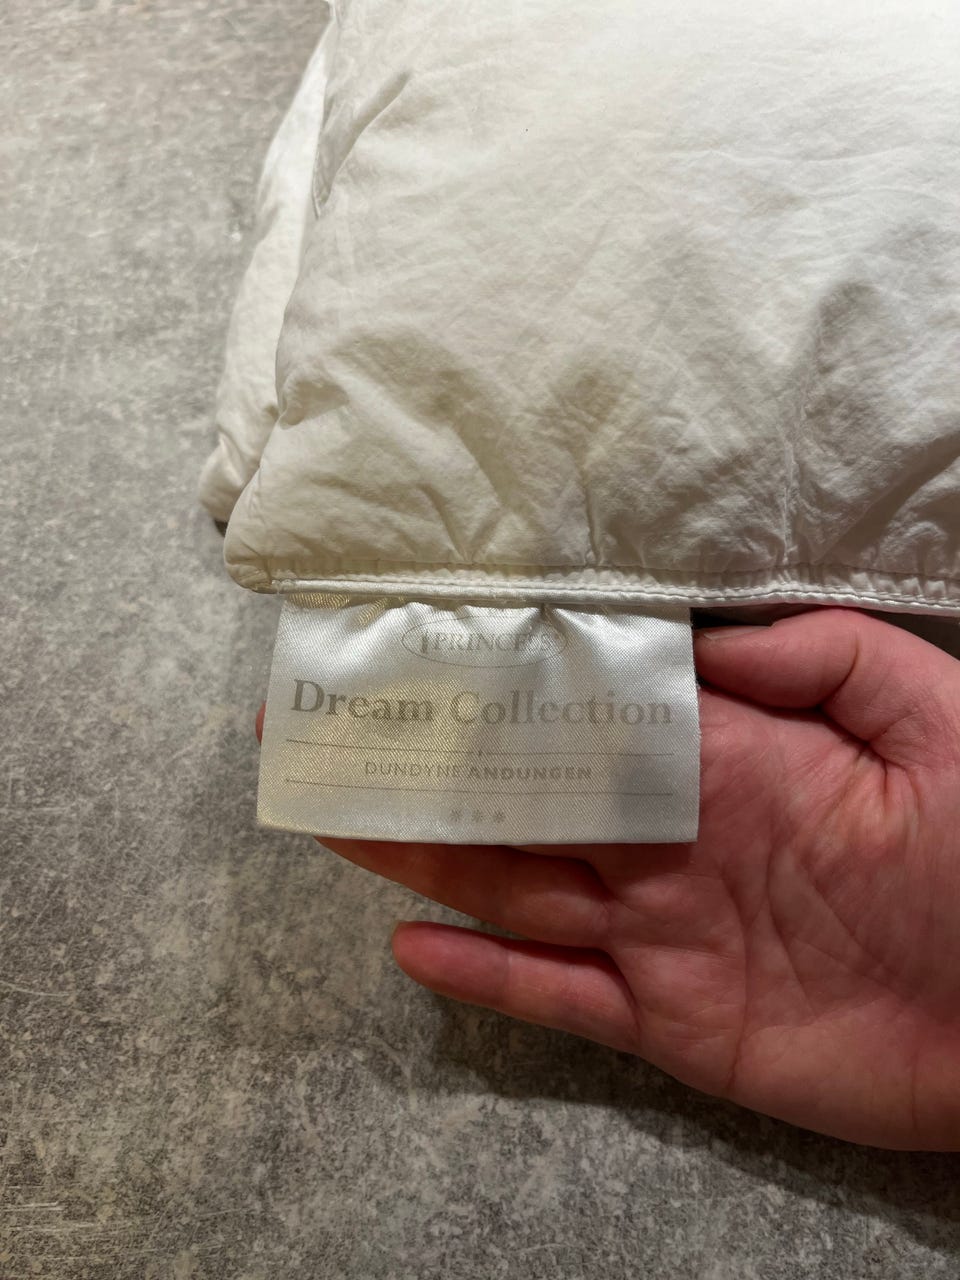 PRINCESS®
Dream Collection
DUNDYNE ANDUNGEN
***